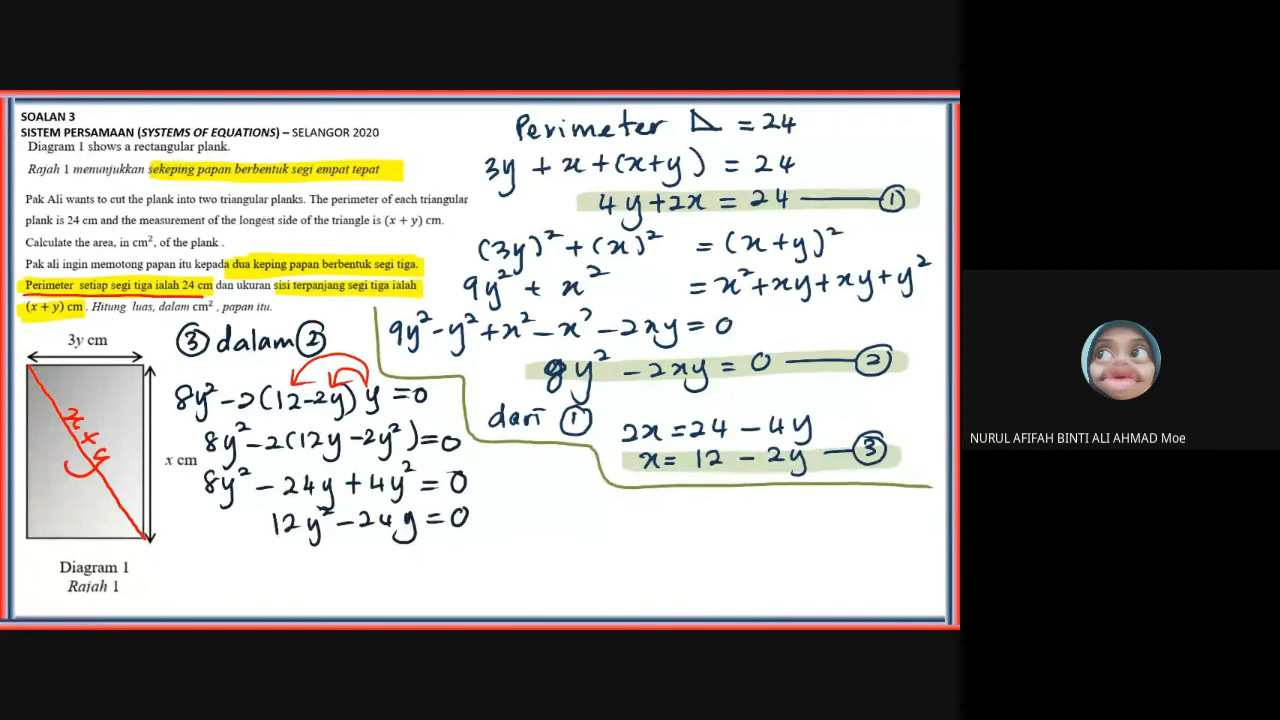 SOALAN 3
SISTEM PERSAMAAN (SYSTEMS OF EQUATIONS) – SELANGOR 2020
Diagram 1 shows a rectangular plank.
Rajah 1 menunjukkan sekeping papan berbentuk segi empat tepat
Pak Ali wants to cut the plank into two triangular planks. The perimeter of each triangular
plank is 24 cm and the measurement of the longest side of the triangle is (x + y) cm.
Calculate the area, in cm², of the plank .
Pak ali ingin memotong papan itu kepada dua keping papan berbentuk segi tiga.
Perimeter setiap segi tiga ialah 24 cm dan ukuran sisi terpanjang segi tiga ialah
(x + y) cm . Hitung luas, dalam cm² , papan itu.
3y cm
x cm
Diagram 1
Rajah 1
Perimeter ⊿ = 24
3y + x + (x+y) = 24
4y+2x = 24 —— ①
(3y)² + (x)² = (x+y)²
9y² + x² = x²+xy+xy+y²
9y²-y²+x²-x²-2xy=0
8y² -2xy = 0 —— ②
dari ①
2x=24 - 4y
x= 12 - 2y — ③
③ dalam ②
8y²-2(12-2y) y =0
8y²-2(12y-2y²)=0
8y² - 24y + 4y² = 0
12y²-24y = 0
NURUL AFIFAH BINTI ALI AHMAD Moe